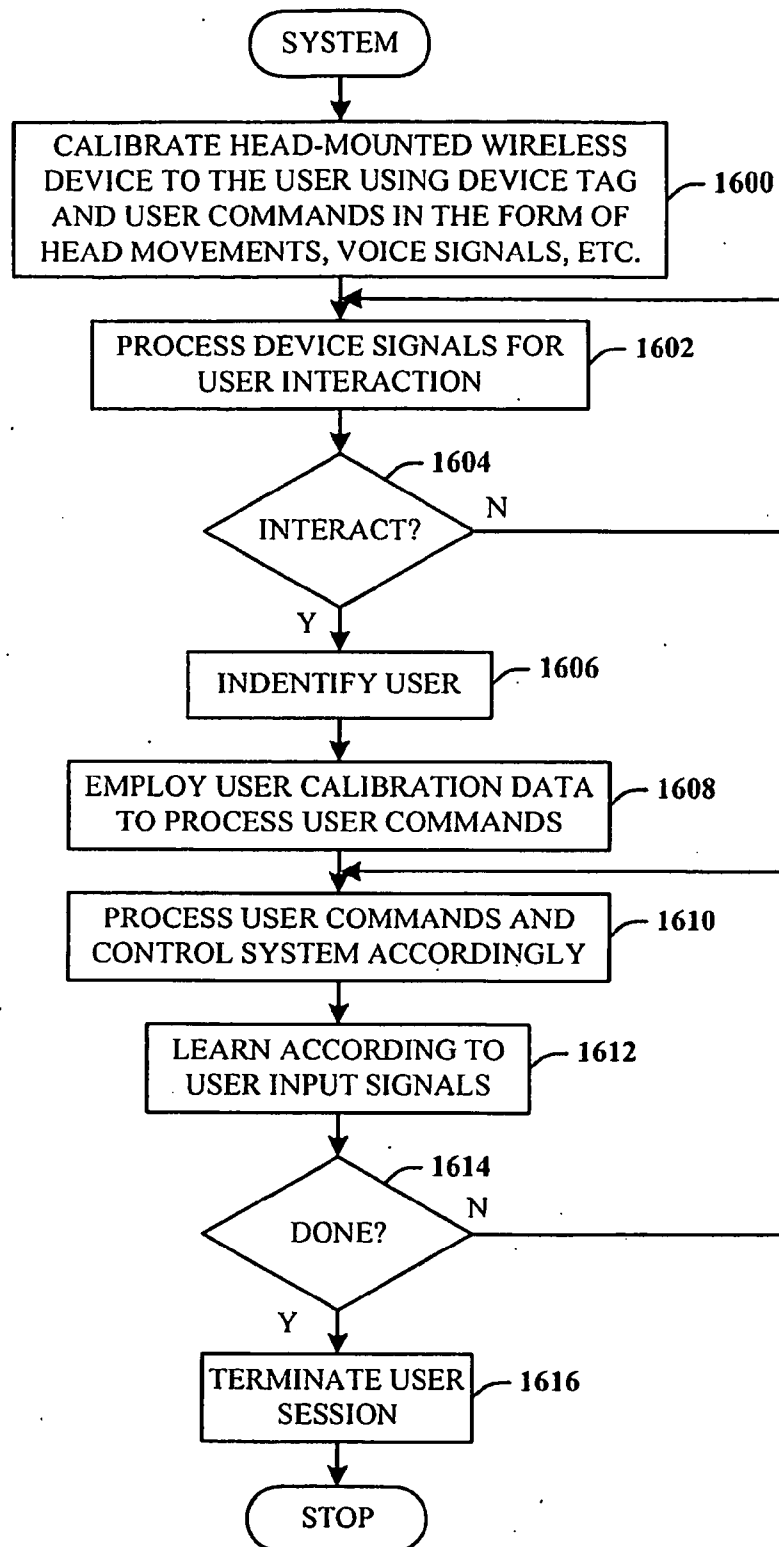 SYSTEM
CALIBRATE HEAD-MOUNTED WIRELESS
DEVICE TO THE USER USING DEVICE TAG
AND USER COMMANDS IN THE FORM OF
HEAD MOVEMENTS, VOICE SIGNALS, ETC.
1600
PROCESS DEVICE SIGNALS FOR
USER INTERACTION
1602
1604
INTERACT?
N
Y
INDENTIFY USER
1606
EMPLOY USER CALIBRATION DATA
TO PROCESS USER COMMANDS
1608
PROCESS USER COMMANDS AND
CONTROL SYSTEM ACCORDINGLY
1610
LEARN ACCORDING TO
USER INPUT SIGNALS
1612
1614
DONE?
N
Y
TERMINATE USER
SESSION
1616
STOP